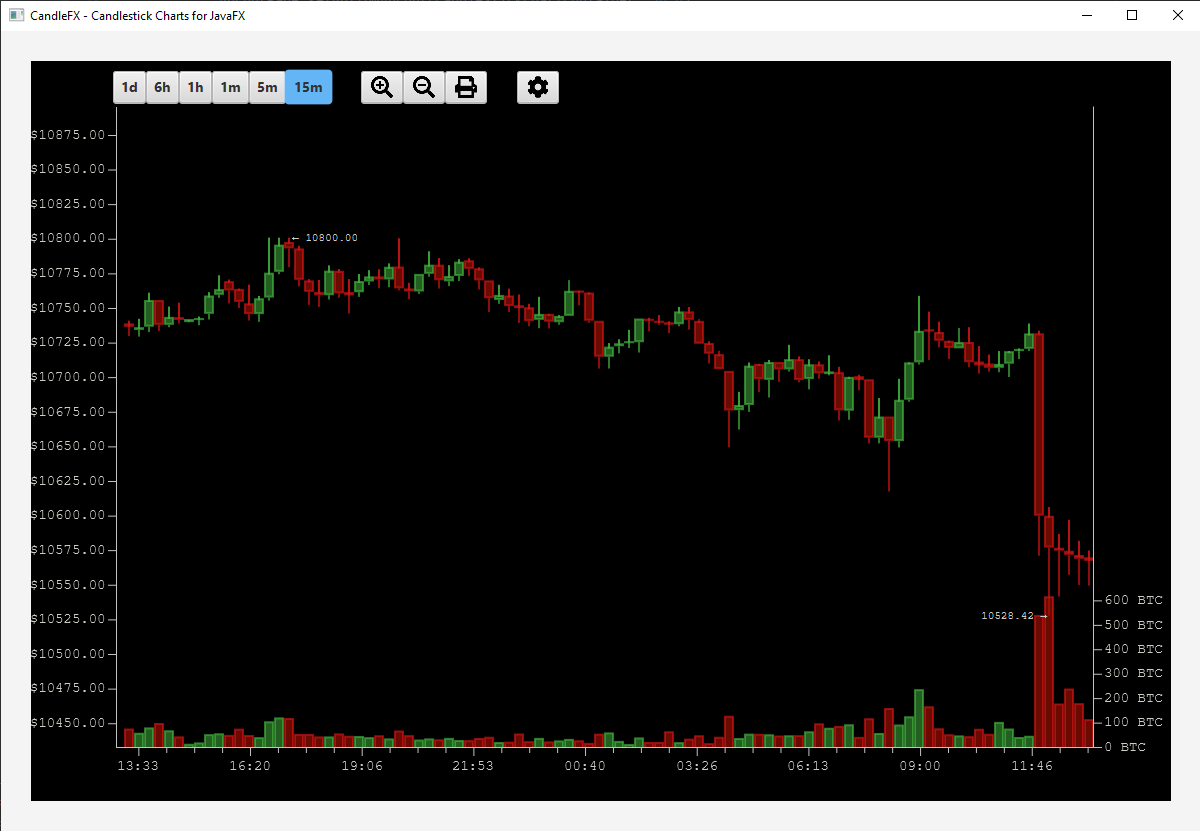 CandleFX - Candlestick Charts for JavaFX
1d 6h 1h 1m 5m 15m
$10875.00
$10850.00
$10825.00
$10800.00
← 10800.00
$10775.00
$10750.00
$10725.00
$10700.00
$10675.00
$10650.00
$10625.00
$10600.00
$10575.00
$10550.00
$10525.00
$10500.00
$10475.00
$10450.00
10528.42 →
600 BTC
500 BTC
400 BTC
300 BTC
200 BTC
100 BTC
0 BTC
13:33 16:20 19:06 21:53 00:40 03:26 06:13 09:00 11:46